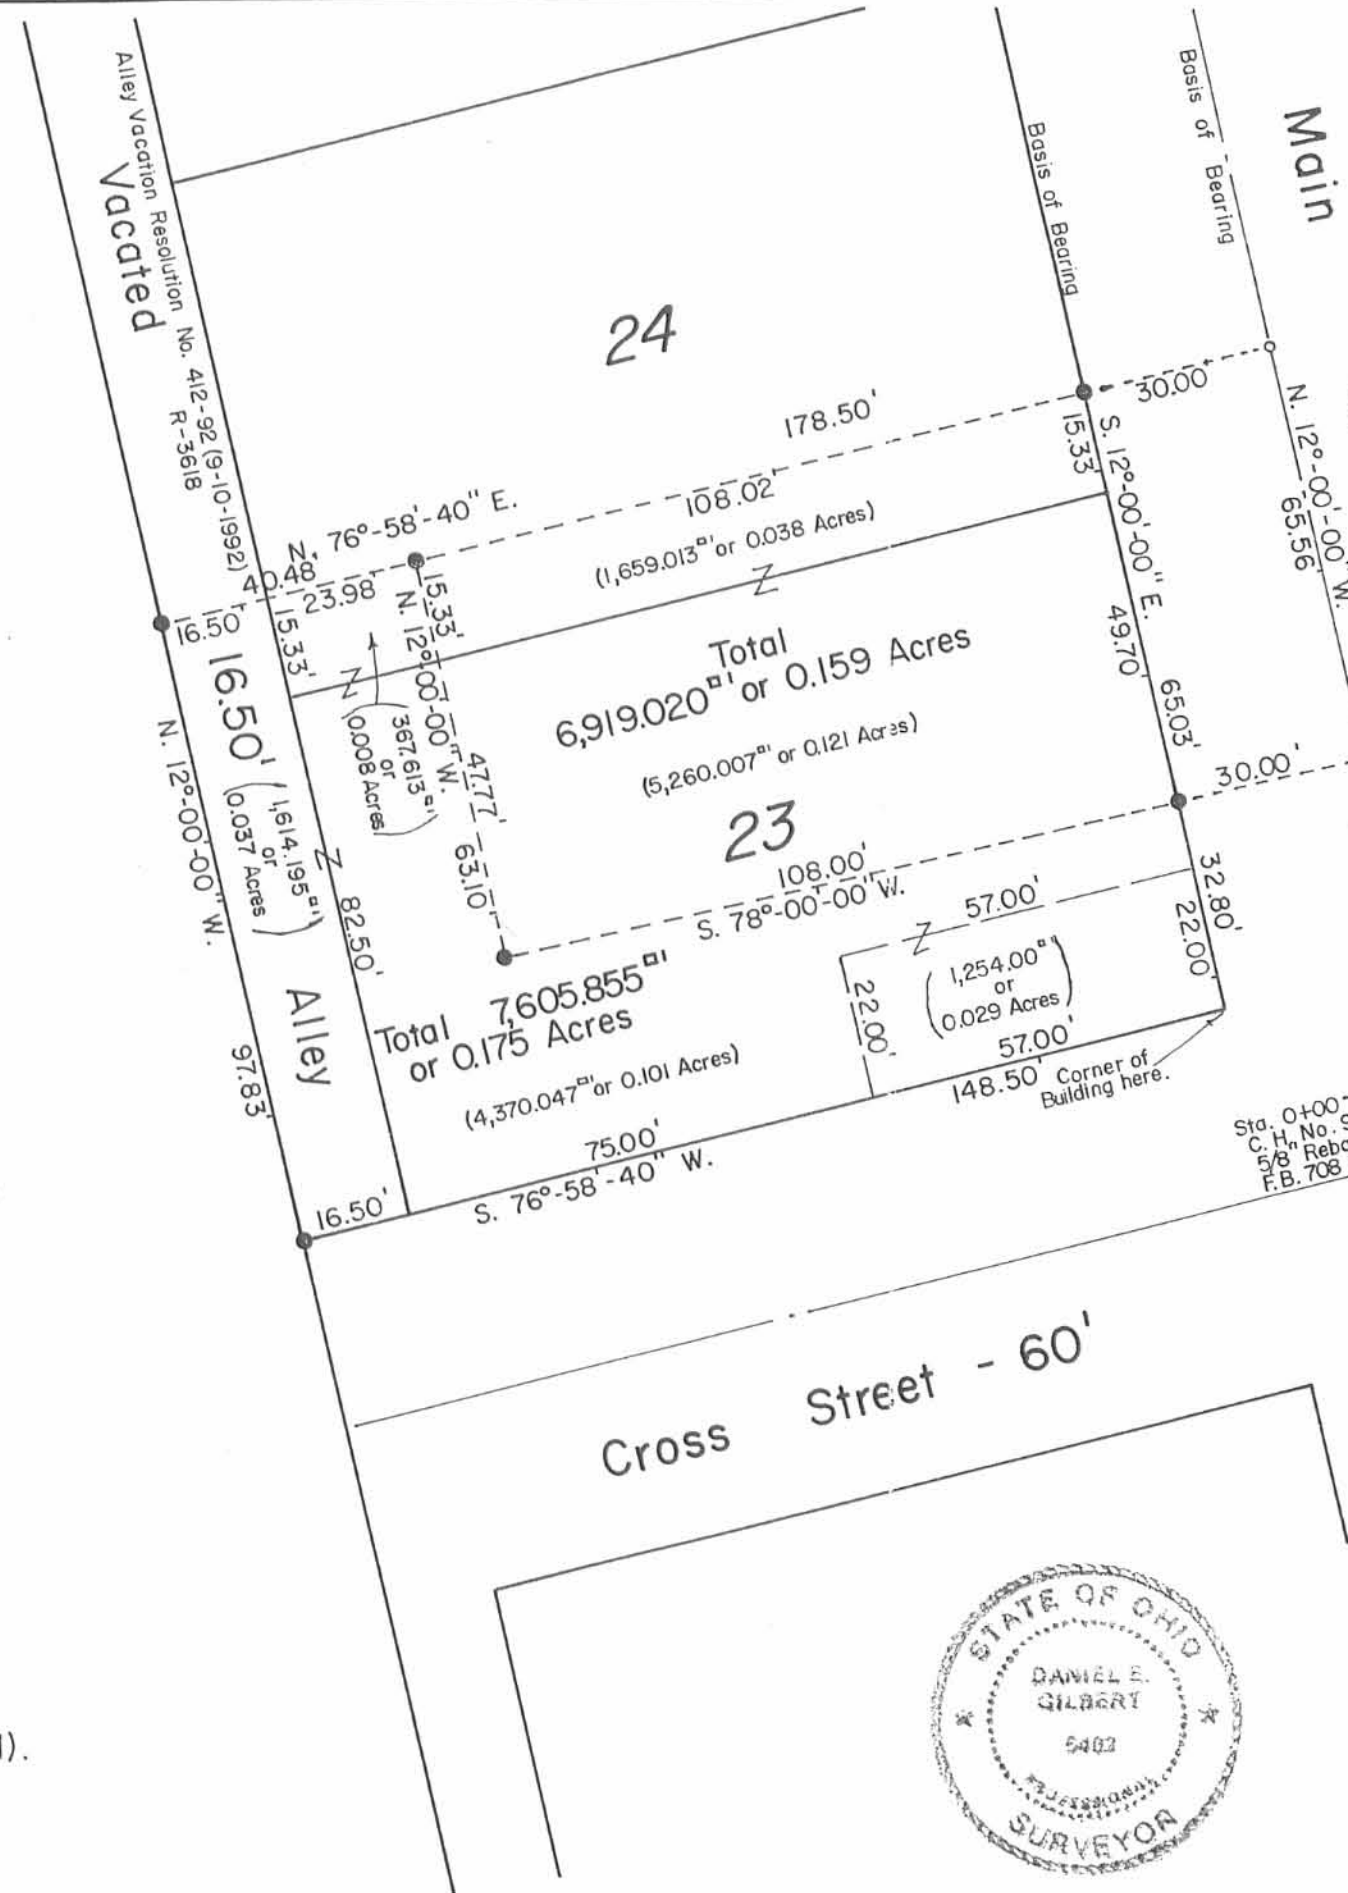 Alley Vacation Resolution No. 412-92 (9-10-1992)
R-3618
Vacated
Basis of Bearing
Basis of Bearing
Main
24
178.50'
30.00'
N. 76°-58'-40" E.
108.02'
15.33'
S. 12°-00'-00" E.
N. 12°-00'-00" W.
65.56'
40.48'
16.50'
23.98'
15.33'
15.33'
N. 12°-00'-00" W.
(1,659.013□' or 0.038 Acres)
Z
Total
6,919.020□' or 0.159 Acres
(5,260.007□' or 0.121 Acres)
49.70'
65.03'
16.50'
N. 12°-00'-00" W.
Z
(367.613□'
or
0.008 Acres)
47.77'
63.10'
23
30.00'
(1,614.195□'
or
0.037 Acres)
Z
82.50'
108.00'
S. 78°-00'-00" W.
57.00'
Z
32.80'
22.00'
22.00'
(1,254.00□'
or
0.029 Acres)
57.00'
148.50'
Corner of
Building here.
Alley
97.83'
Total 7,605.855□'
or 0.175 Acres
(4,370.047□' or 0.101 Acres)
75.00'
S. 76°-58'-40" W.
16.50'
Sta. 0+00
C. H. No.
5/8" Reba
F.B. 708
Cross Street - 60'
STATE OF OHIO
DANIEL E.
GILBERT
PROFESSIONAL
SURVEYOR
).